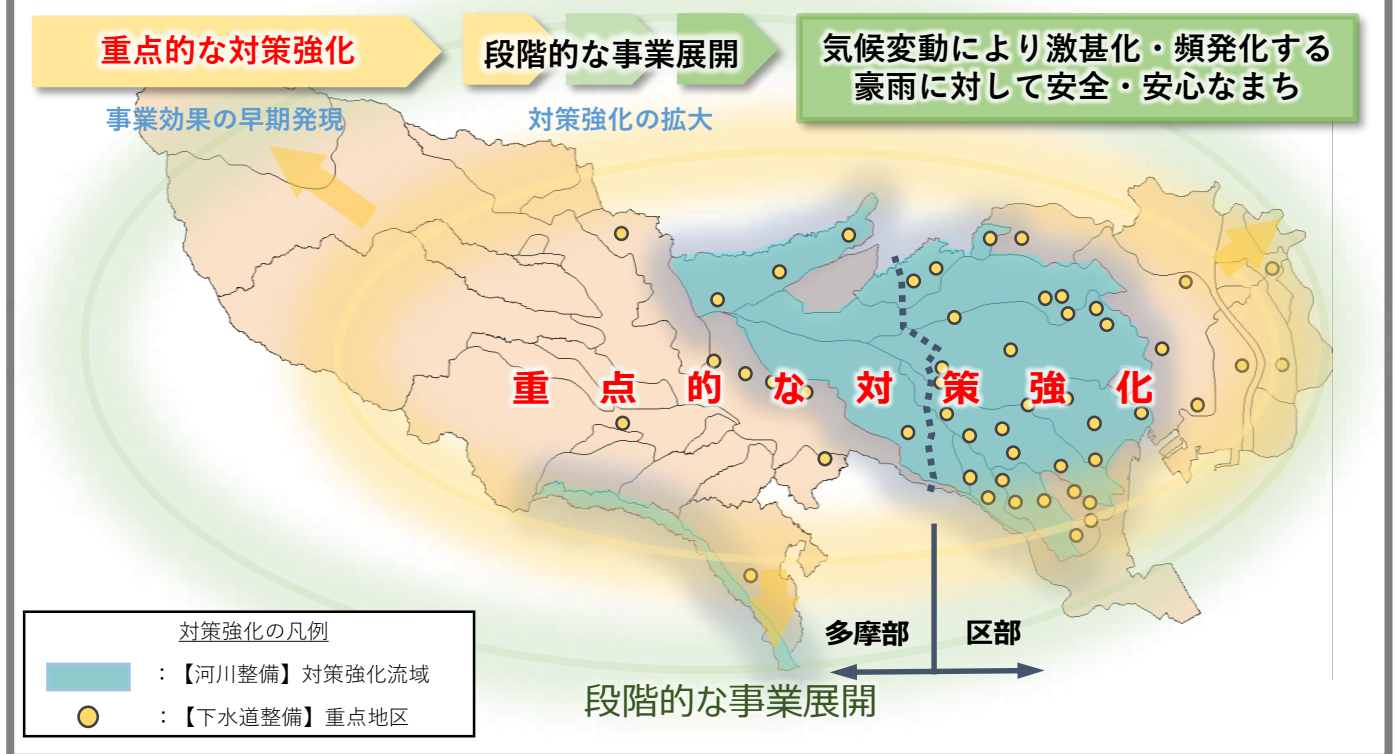 重点的な対策強化
段階的な事業展開
気候変動により激甚化・頻発化する
豪雨に対して安全・安心なまち
事業効果の早期発現
対策強化の拡大
重点的な対策強化
多摩部
区部
段階的な事業展開
対策強化の凡例
：【河川整備】対策強化流域
：【下水道整備】重点地区